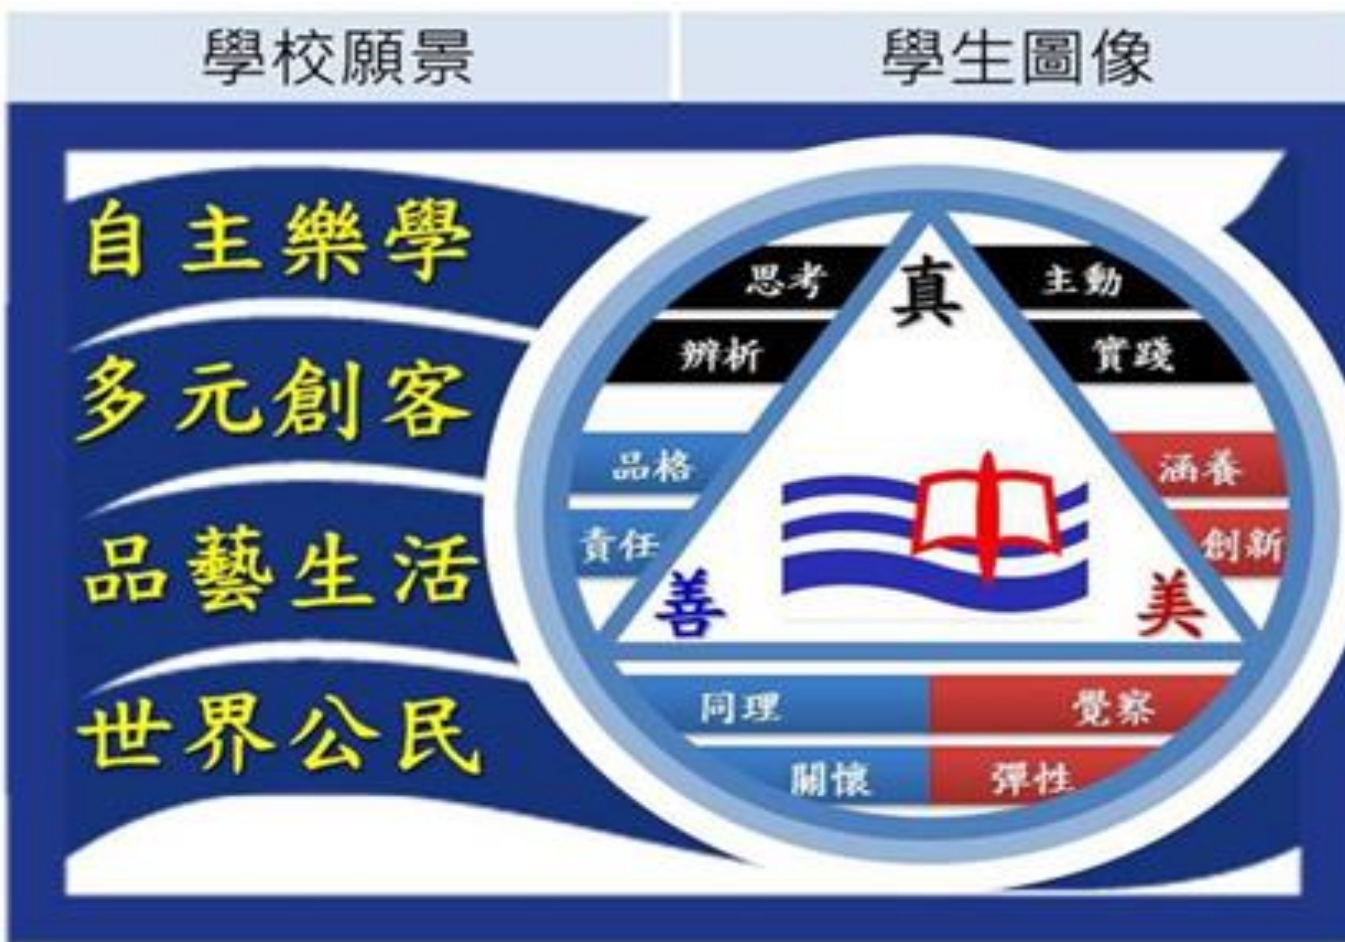 學校願景
學生圖像
自主樂學
多元創客
品藝生活
世界公民
思考
真
主動
辨析
實踐
品格
涵養
責任
創新
善
美
同理
覺察
關懷
彈性